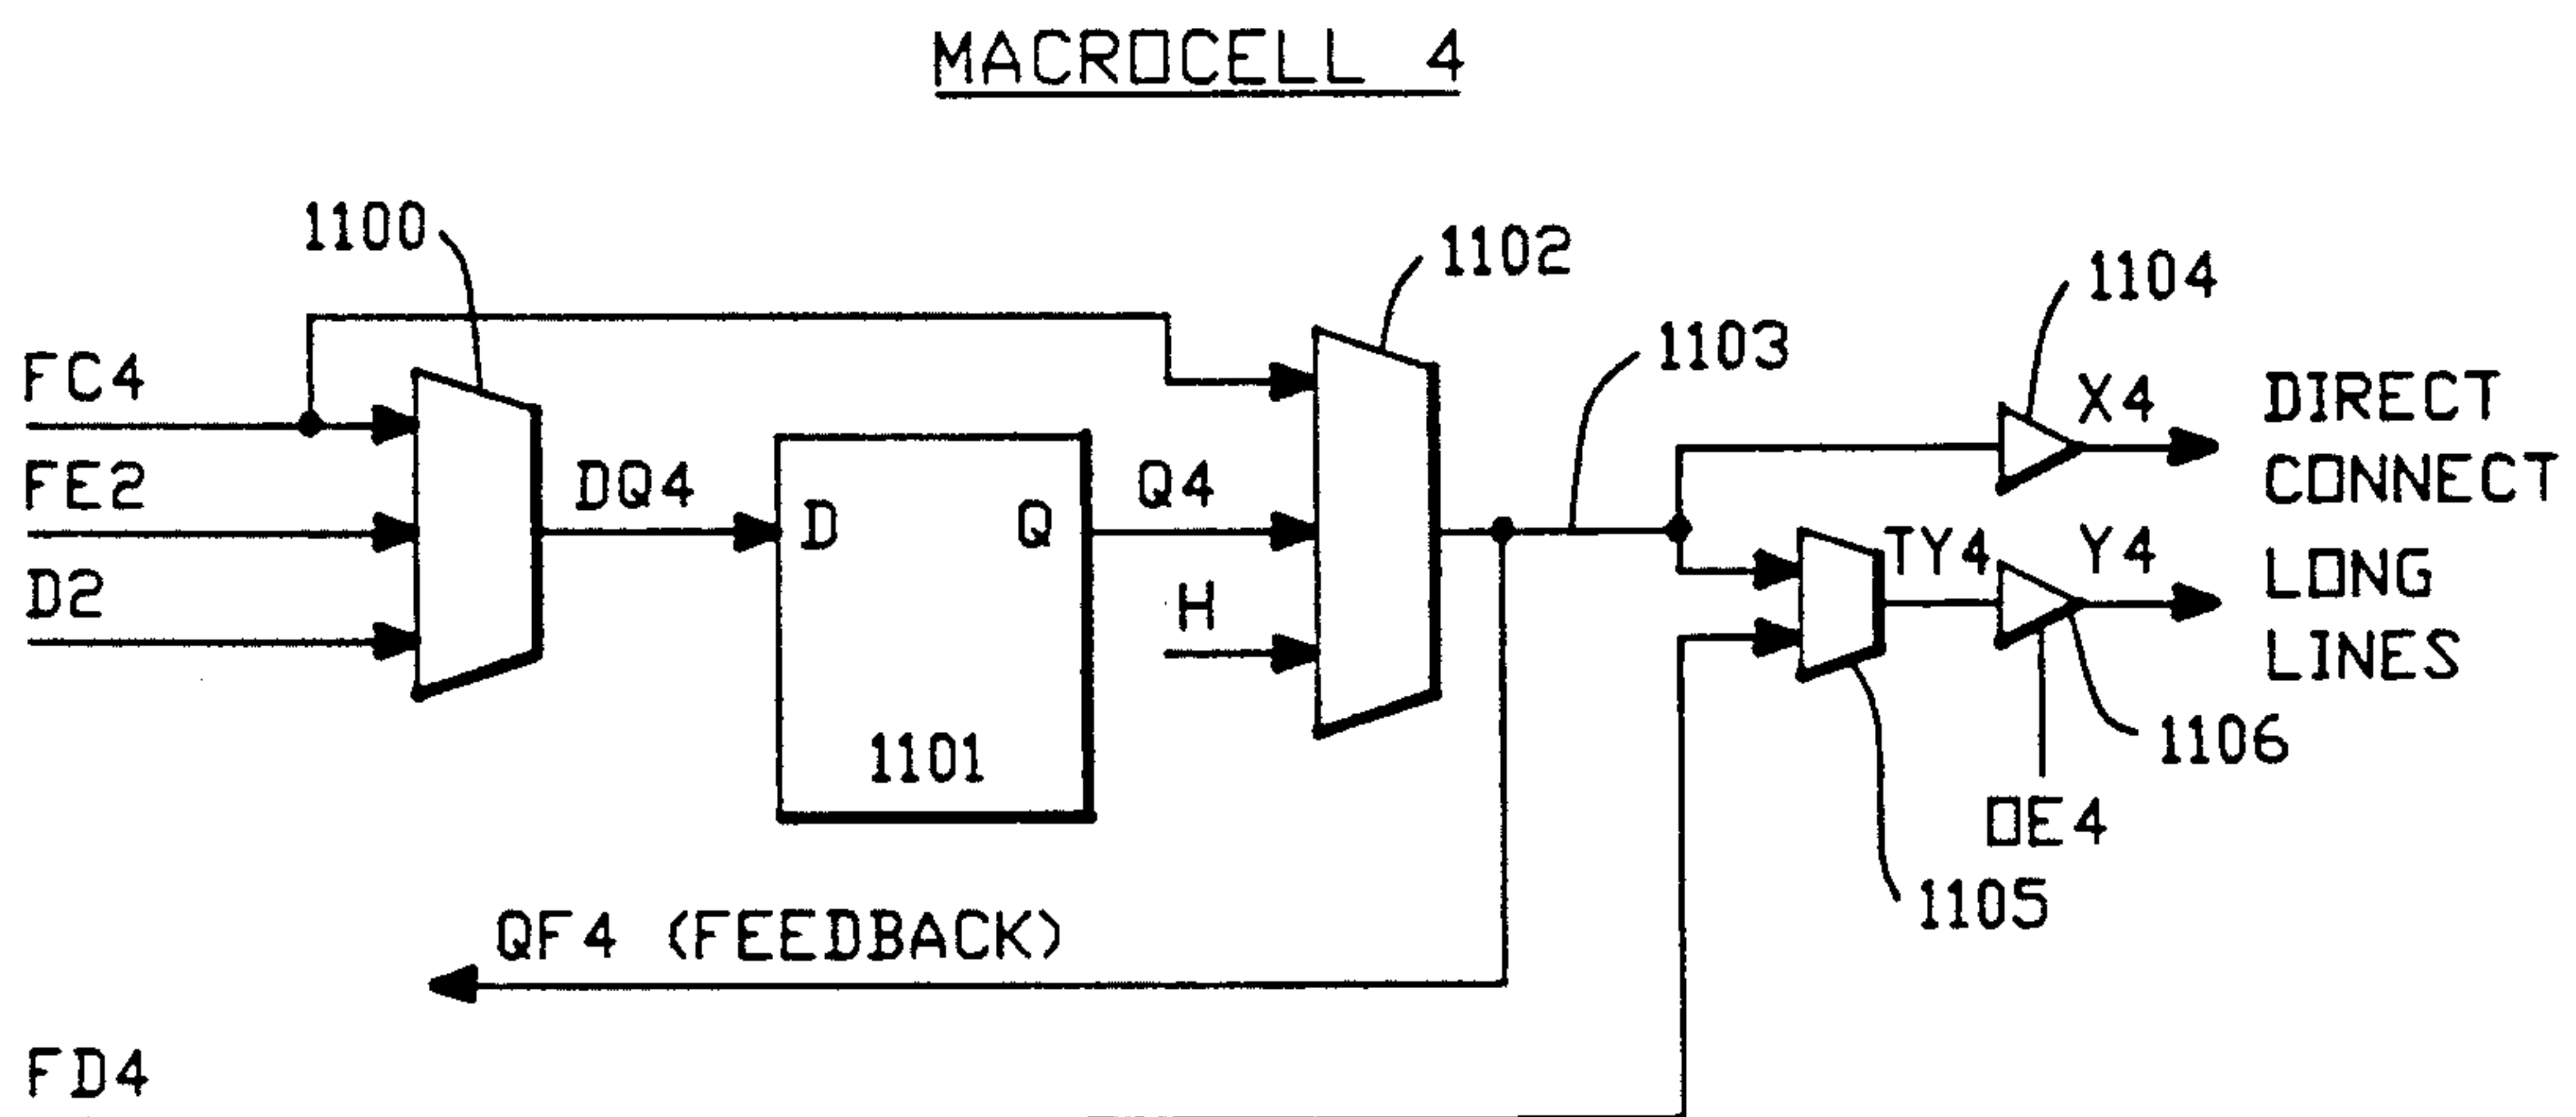 MACROCELL 4
1100
1102
1104
1103
FC4
X4
DIRECT
CONNECT
LONG
LINES
FE2
DQ4
D
Q
Q4
TY4
Y4
D2
H
1101
1106
OE4
1105
QF4 (FEEDBACK)
FD4